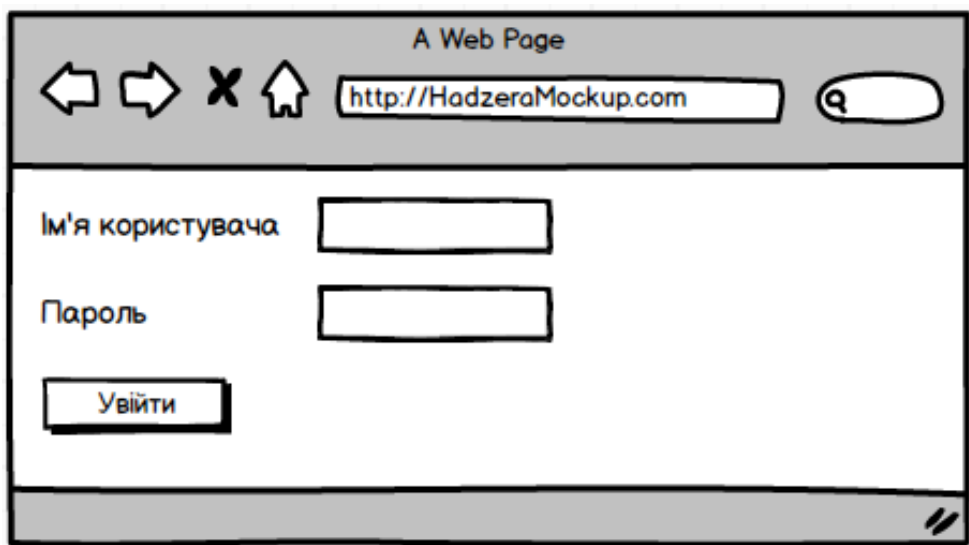 A Web Page
http://HadzeraMockup.com
Ім'я користувача
Пароль
Увійти